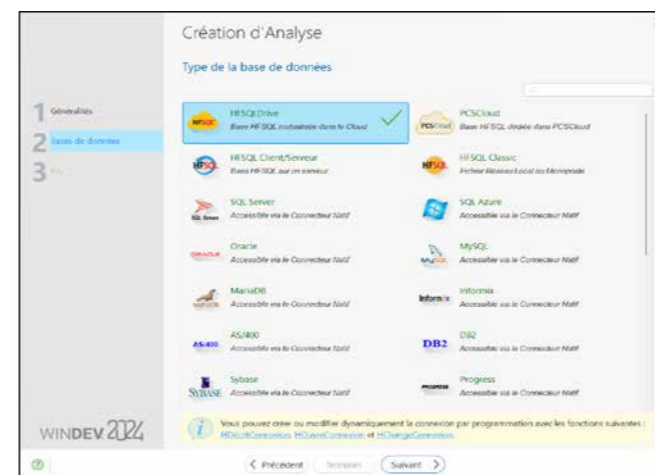 Création d'Analyse
Type de la base de données
1 Généralités
2 Bases de données
3 Fin
HFSQLDrive
Base HFSQL mutualisée dans le Cloud
PCSCloud
Base HFSQL dédiée dans PCSCloud
HFSQL Client/Serveur
Base HFSQL sur un serveur
HFSQL Classic
Fichier Réseau Local ou Monoposte
SQL Server
Accessible via le Connecteur Natif
SQL Azure
Accessible via le Connecteur Natif
Oracle
Accessible via le Connecteur Natif
MySQL
Accessible via le Connecteur Natif
MariaDB
Accessible via le Connecteur Natif
Informix
Accessible via le Connecteur Natif
AS/400
Accessible via le Connecteur Natif
DB2
Accessible via le Connecteur Natif
Sybase
Accessible via le Connecteur Natif
Progress
Accessible via le Connecteur Natif
Vous pouvez créer ou modifier dynamiquement la connexion par programmation avec les fonctions suivantes :
HDécritConnexion, HOuvreConnexion et HChangeConnexion
WINDEV 2024
Précédent Terminer Suivant